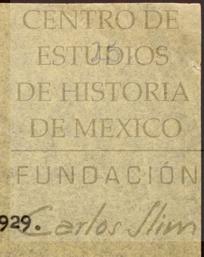 CENTRO DE
ESTUDIOS
DE HISTORIA
DE MEXICO
FUNDACIÓN
929. Carlos Slim